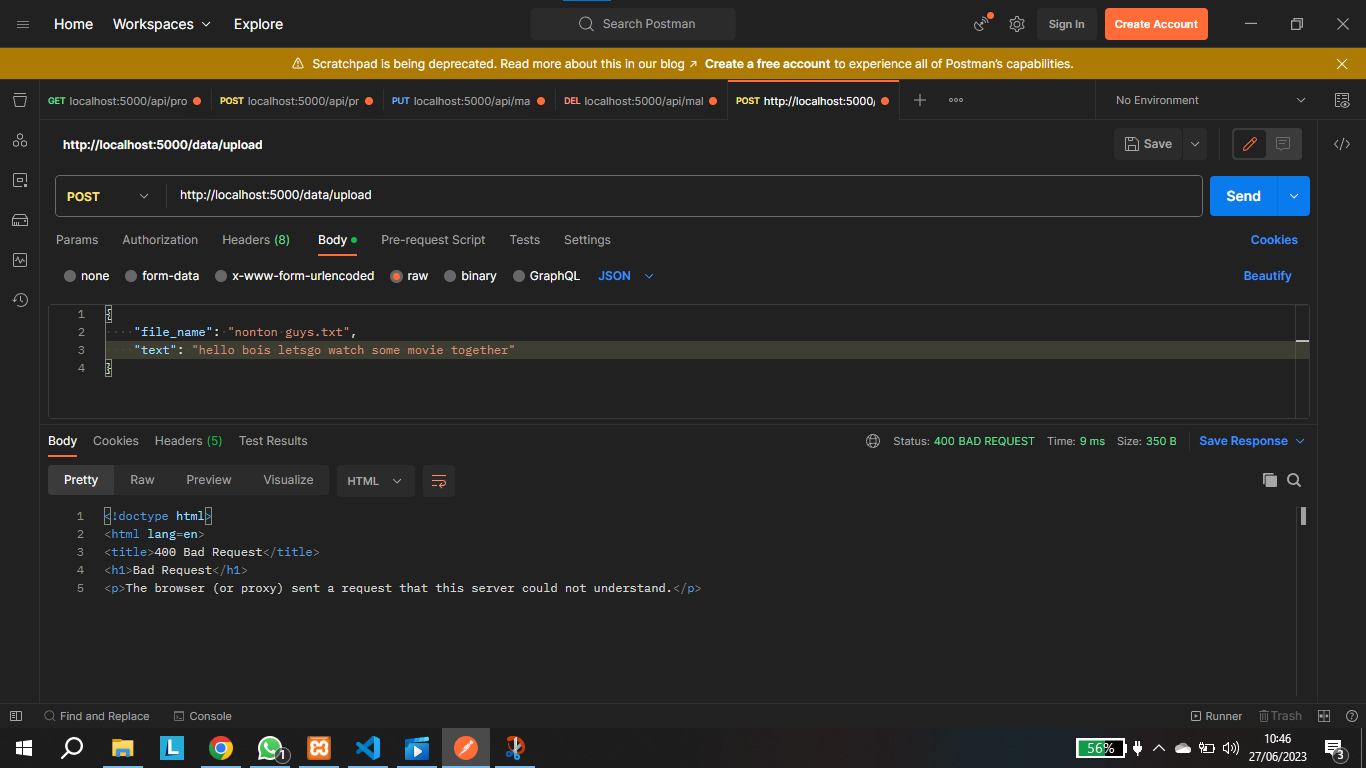 Home Workspaces Explore Search Postman Sign In Create Account
Scratchpad is being deprecated. Read more about this in our blog ↗ Create a free account to experience all of Postman's capabilities.
GET localhost:5000/api/pro POST localhost:5000/api/pr PUT localhost:5000/api/ma DEL localhost:5000/api/mal POST http://localhost:5000/ No Environment
http://localhost:5000/data/upload Save
POST http://localhost:5000/data/upload Send
Params Authorization Headers (8) Body Pre-request Script Tests Settings Cookies
none form-data x-www-form-urlencoded raw binary GraphQL JSON Beautify
1 {
2 "file_name": "nonton guys.txt",
3 "text": "hello bois letsgo watch some movie together"
4 }
Body Cookies Headers (5) Test Results Status: 400 BAD REQUEST Time: 9 ms Size: 350 B Save Response
Pretty Raw Preview Visualize HTML
1 <!doctype html>
2 <html lang=en>
3 <title>400 Bad Request</title>
4 <h1>Bad Request</h1>
5 <p>The browser (or proxy) sent a request that this server could not understand.</p>
Find and Replace Console Runner Trash
L 1 56% 10:46
27/06/2023 3